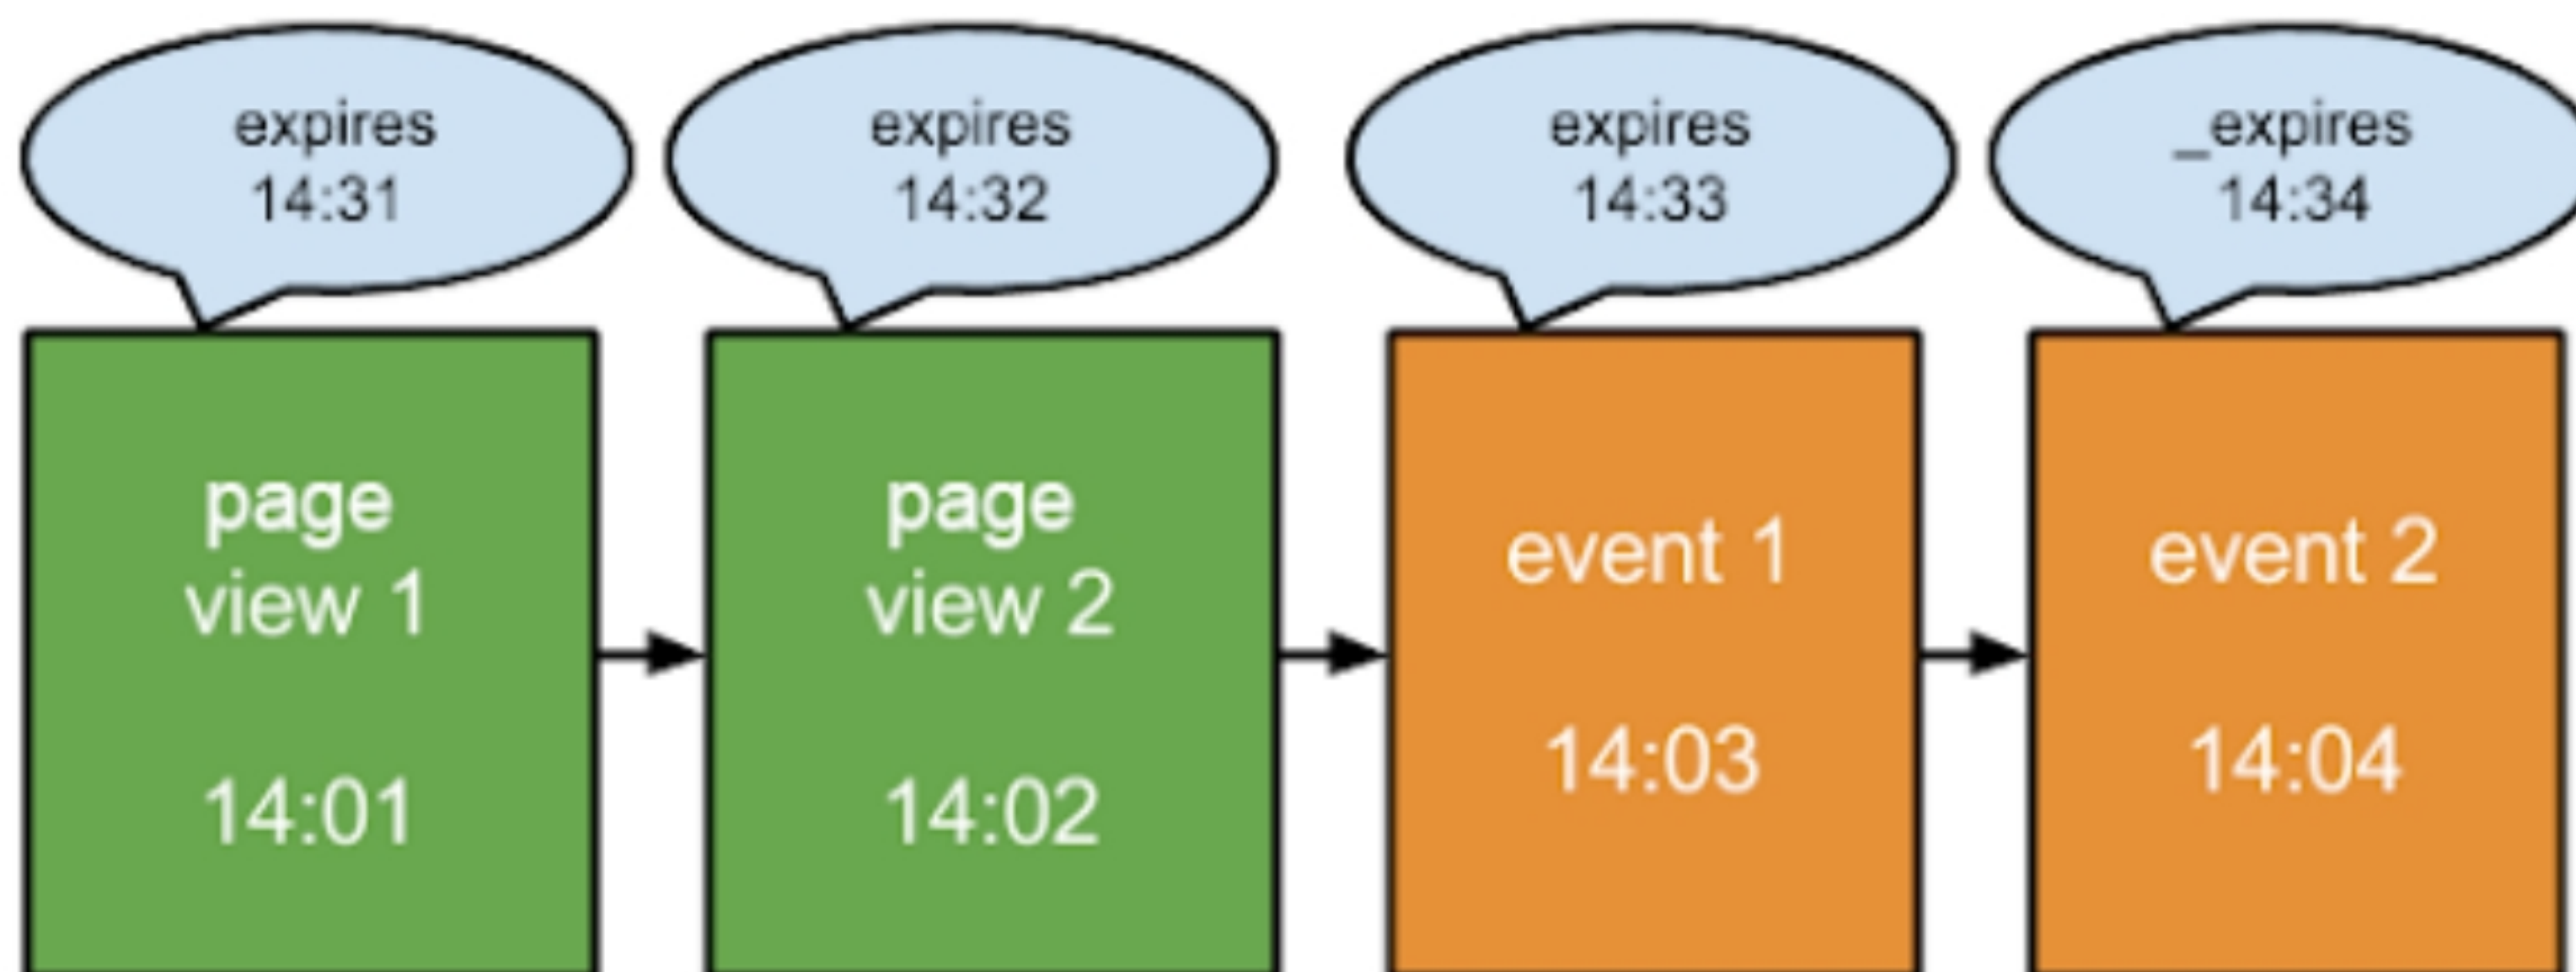 expires
14:31
expires
14:32
expires
14:33
_expires
14:34
page
view 1
14:01
page
view 2
14:02
event 1
14:03
event 2
14:04